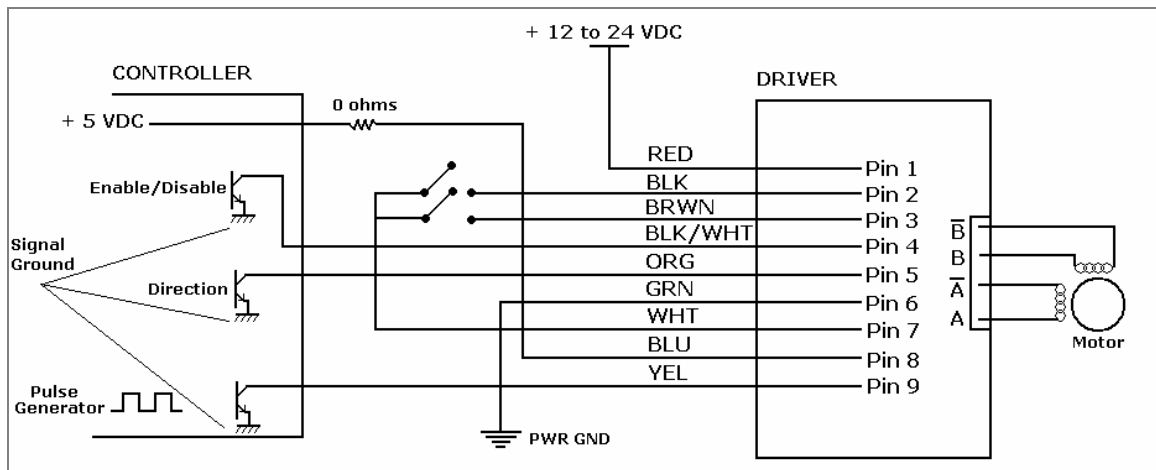 + 12 to 24 VDC
CONTROLLER
DRIVER
0 ohms
+ 5 VDC
RED
Pin 1
Enable/Disable
BLK
Pin 2
BRWN
Pin 3
BLK/WHT
Pin 4
B
Signal
Ground
Direction
ORG
Pin 5
B
GRN
Pin 6
A
WHT
Pin 7
A
Motor
BLU
Pin 8
YEL
Pin 9
Pulse
Generator
PWR GND